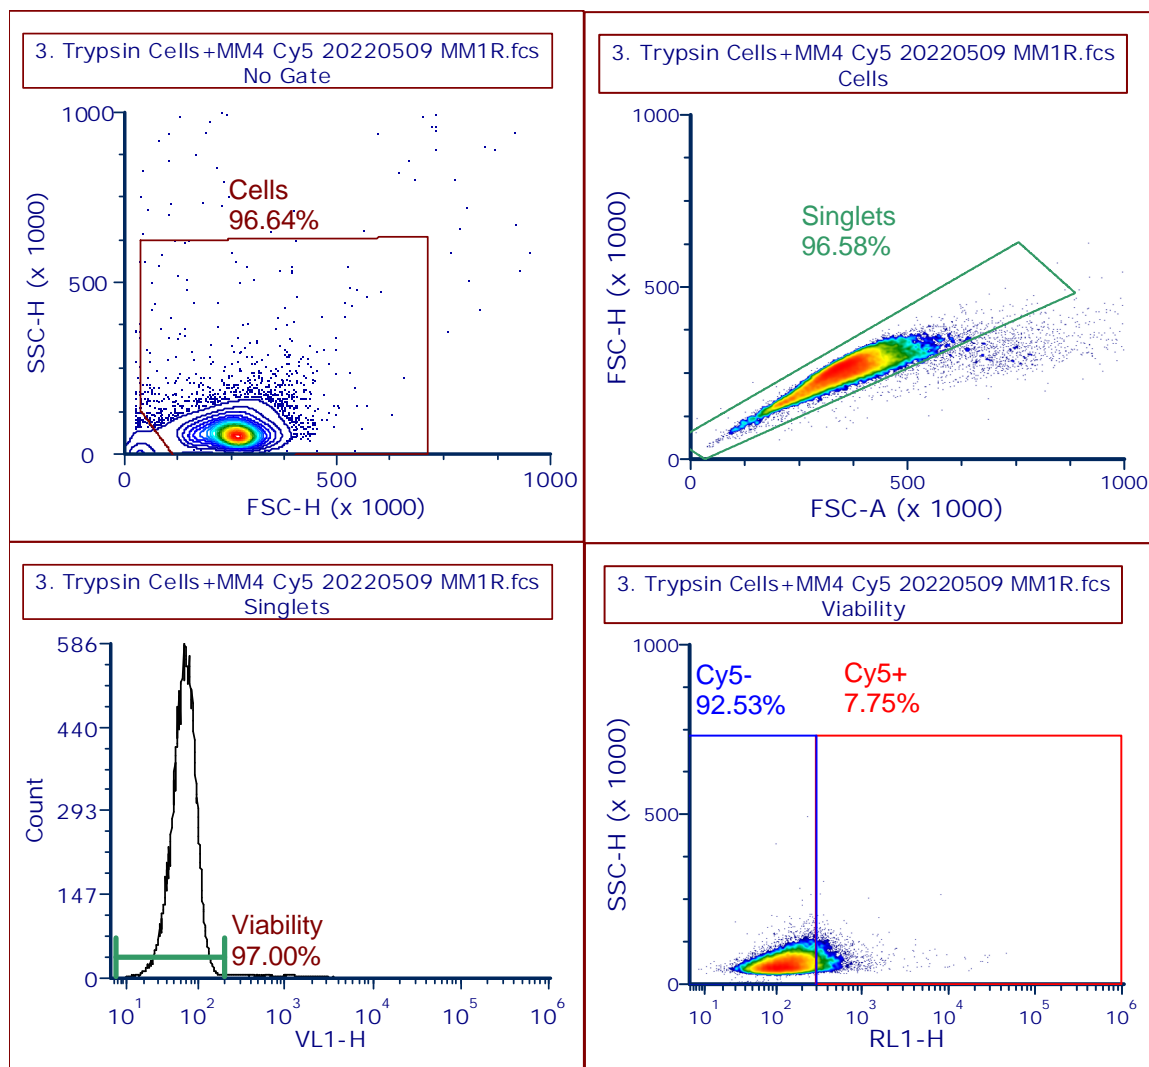 3. Trypsin Cells+MM4 Cy5 20220509 MM1R.fcs
No Gate
1000
500
0
SSC-H (x 1000)
Cells
96.64%
0
500
1000
FSC-H (x 1000)
3. Trypsin Cells+MM4 Cy5 20220509 MM1R.fcs
Cells
1000
500
0
FSC-H (x 1000)
Singlets
96.58%
0
500
1000
FSC-A (x 1000)
3. Trypsin Cells+MM4 Cy5 20220509 MM1R.fcs
Singlets
586
440
293
147
0
Count
Viability
97.00%
10^1 10^2 10^3 10^4 10^5 10^6
VL1-H
3. Trypsin Cells+MM4 Cy5 20220509 MM1R.fcs
Viability
1000
500
0
SSC-H (x 1000)
Cy5-
92.53%
Cy5+
7.75%
10^1 10^2 10^3 10^4 10^5 10^6
RL1-H